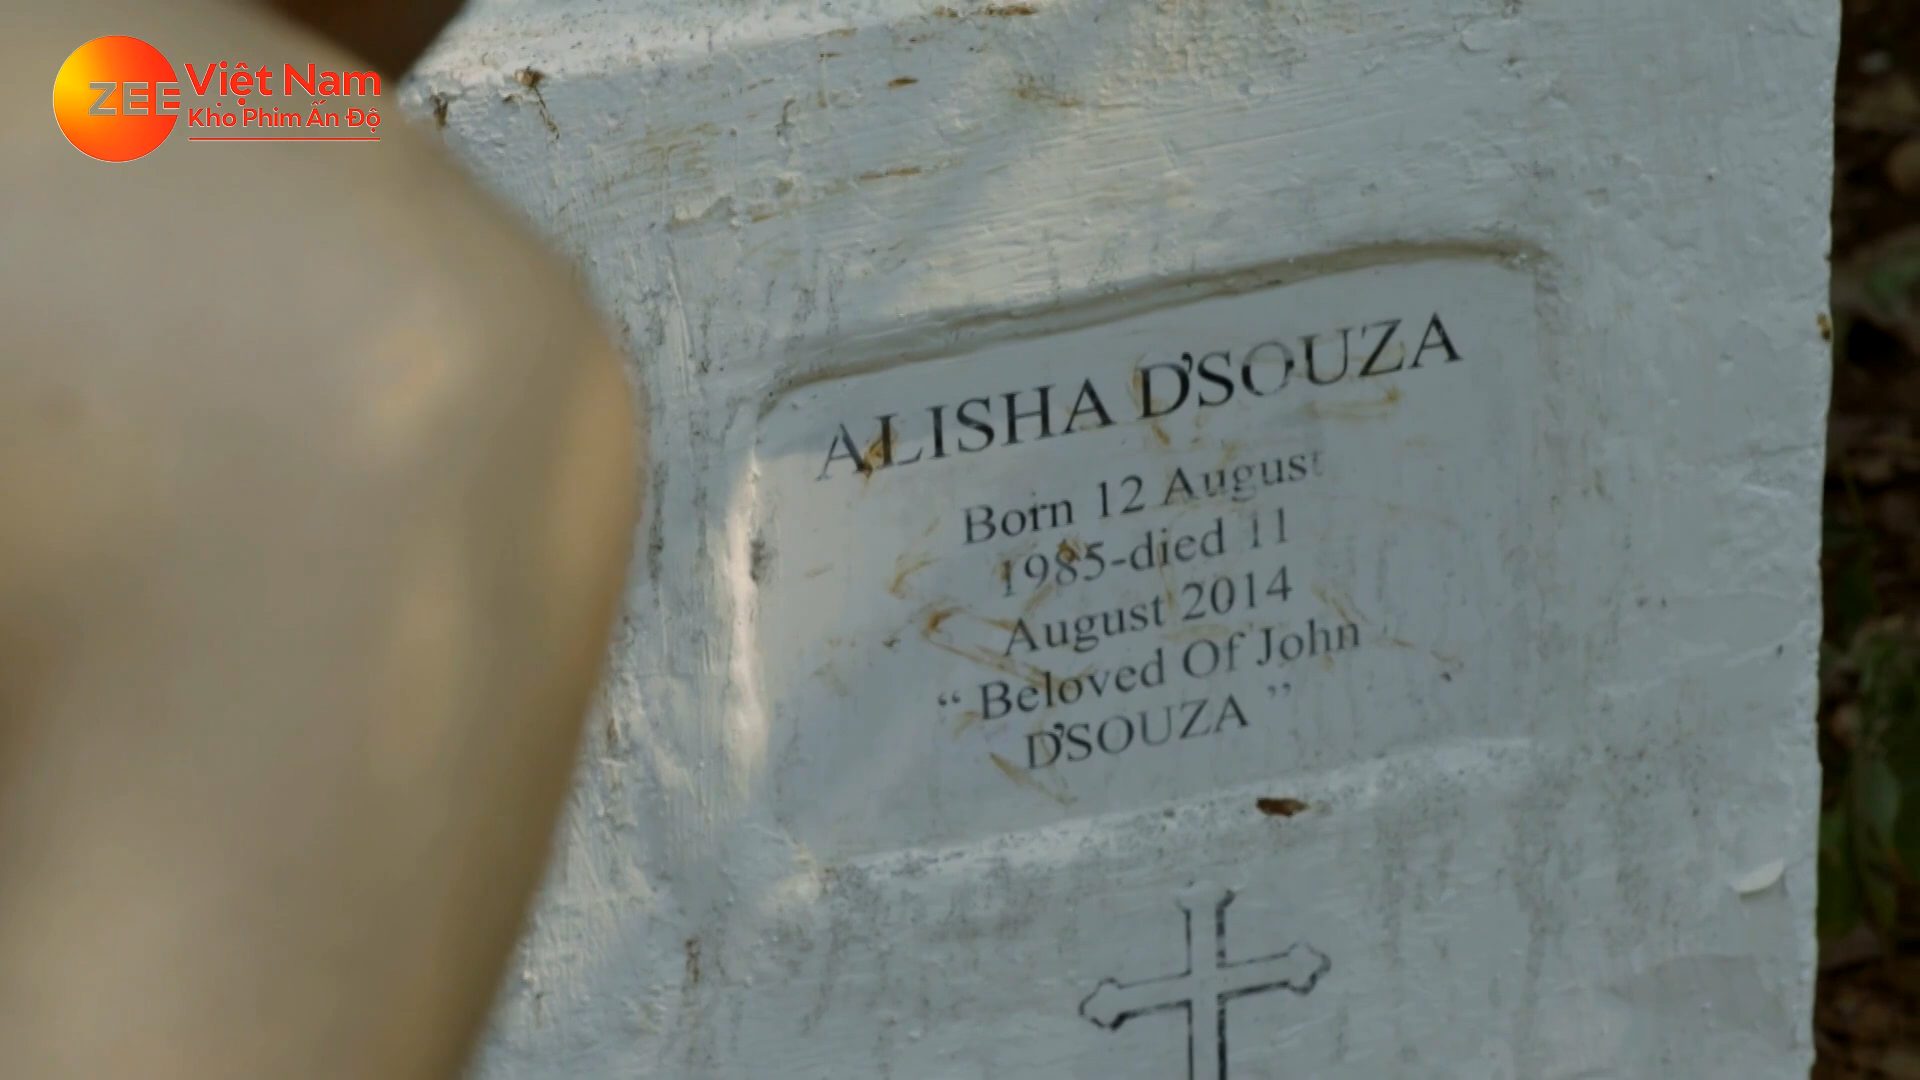 ZEE Việt Nam
Kho Phim Ấn Độ
ALISHA D'SOUZA
Born 12 August
1985-died 11
August 2014
“ Beloved Of John
D'SOUZA ”